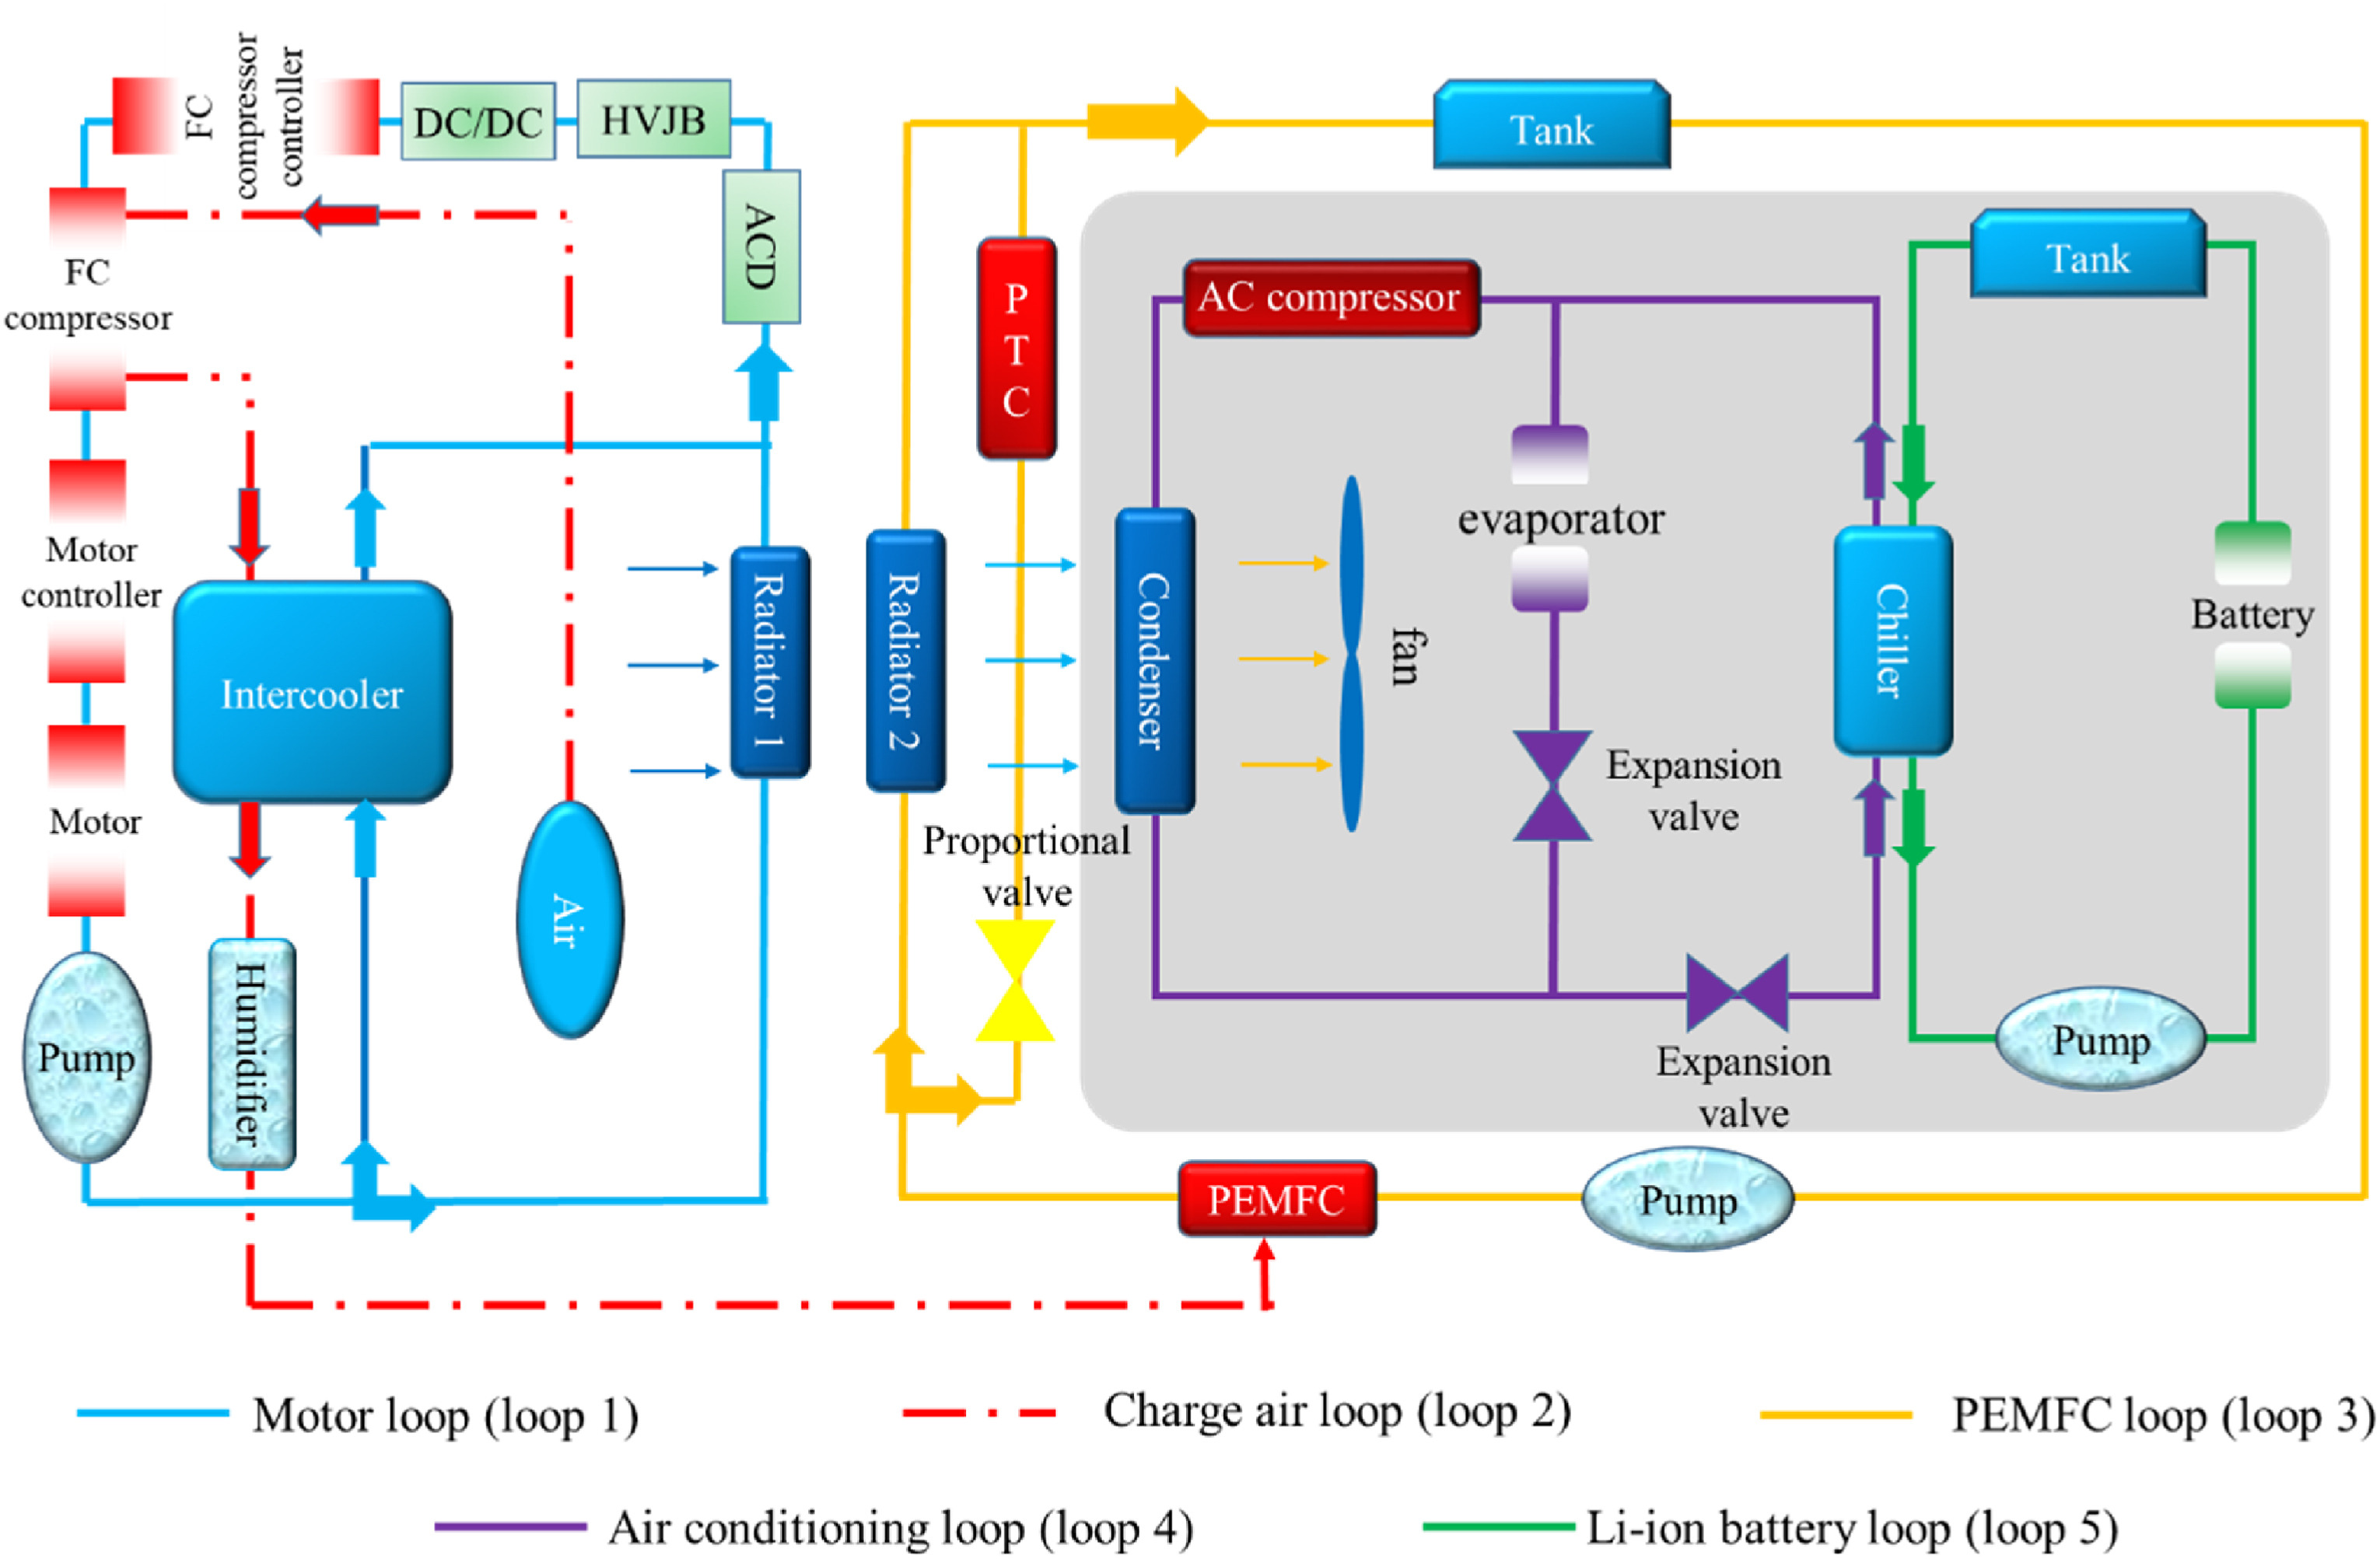 FC
compressor
controller
DC/DC
HVJB
ACD
FC
compressor
Motor
controller
Motor
Pump
Intercooler
Humidifier
Air
Radiator 1
Radiator 2
P
T
C
Proportional
valve
Tank
AC compressor
Condenser
fan
evaporator
Expansion
valve
Expansion
valve
Chiller
Tank
Battery
Pump
PEMFC
Pump
Motor loop (loop 1)
Charge air loop (loop 2)
PEMFC loop (loop 3)
Air conditioning loop (loop 4)
Li-ion battery loop (loop 5)